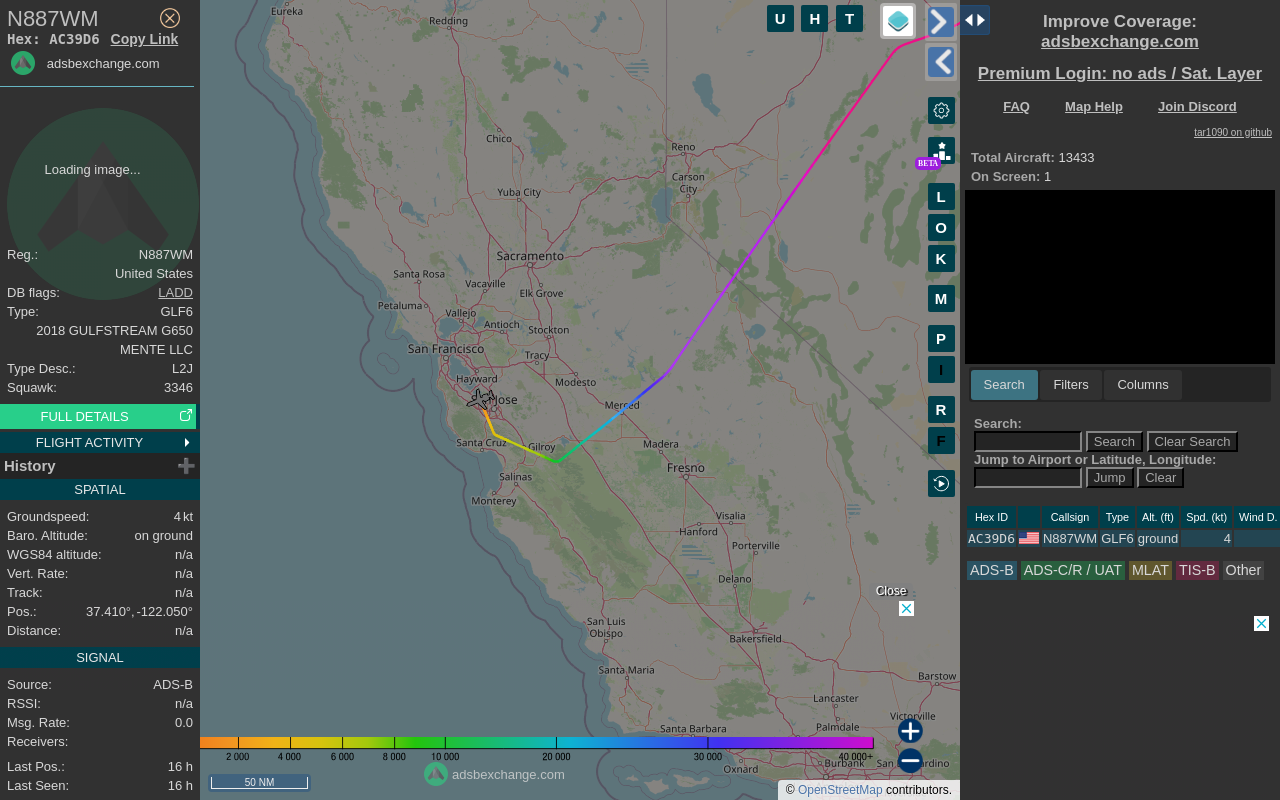 N887WM
Hex: AC39D6 Copy Link
adsbexchange.com
Loading image...
Reg.: N887WM
United States
DB flags: LADD
Type: GLF6
2018 GULFSTREAM G650
MENTE LLC
Type Desc.: L2J
Squawk: 3346
FULL DETAILS
FLIGHT ACTIVITY
History
SPATIAL
Groundspeed: 4 kt
Baro. Altitude: on ground
WGS84 altitude: n/a
Vert. Rate: n/a
Track: n/a
Pos.: 37.410°, -122.050°
Distance: n/a
SIGNAL
Source: ADS-B
RSSI: n/a
Msg. Rate: 0.0
Receivers:
Last Pos.: 16 h
Last Seen: 16 h
Eureka
Redding
Chico
Reno
Carson
City
Yuba City
Sacramento
Santa Rosa
Vacaville
Elk Grove
Petaluma
Vallejo
Antioch
Stockton
San Francisco
Tracy
Hayward
Modesto
Jose
Merced
Santa Cruz
Gilroy
Madera
Salinas
Fresno
Monterey
Visalia
Hanford
Porterville
Delano
San Luis
Obispo
Bakersfield
Santa Maria
Barstow
Lancaster
Victorville
Santa Barbara
Palmdale
Oxnard
Burbank
U H T
BETA
L
O
K
M
P
I
R
F
Close
2 000 4 000 6 000 8 000 10 000 20 000 30 000 40 000+
50 NM
adsbexchange.com
© OpenStreetMap contributors.
Improve Coverage:
adsbexchange.com
Premium Login: no ads / Sat. Layer
FAQ Map Help Join Discord
tar1090 on github
Total Aircraft: 13433
On Screen: 1
Search Filters Columns
Search:
Search Clear Search
Jump to Airport or Latitude, Longitude:
Jump Clear
Hex ID Callsign Type Alt. (ft) Spd. (kt) Wind D.
AC39D6 N887WM GLF6 ground 4
ADS-B ADS-C/R / UAT MLAT TIS-B Other